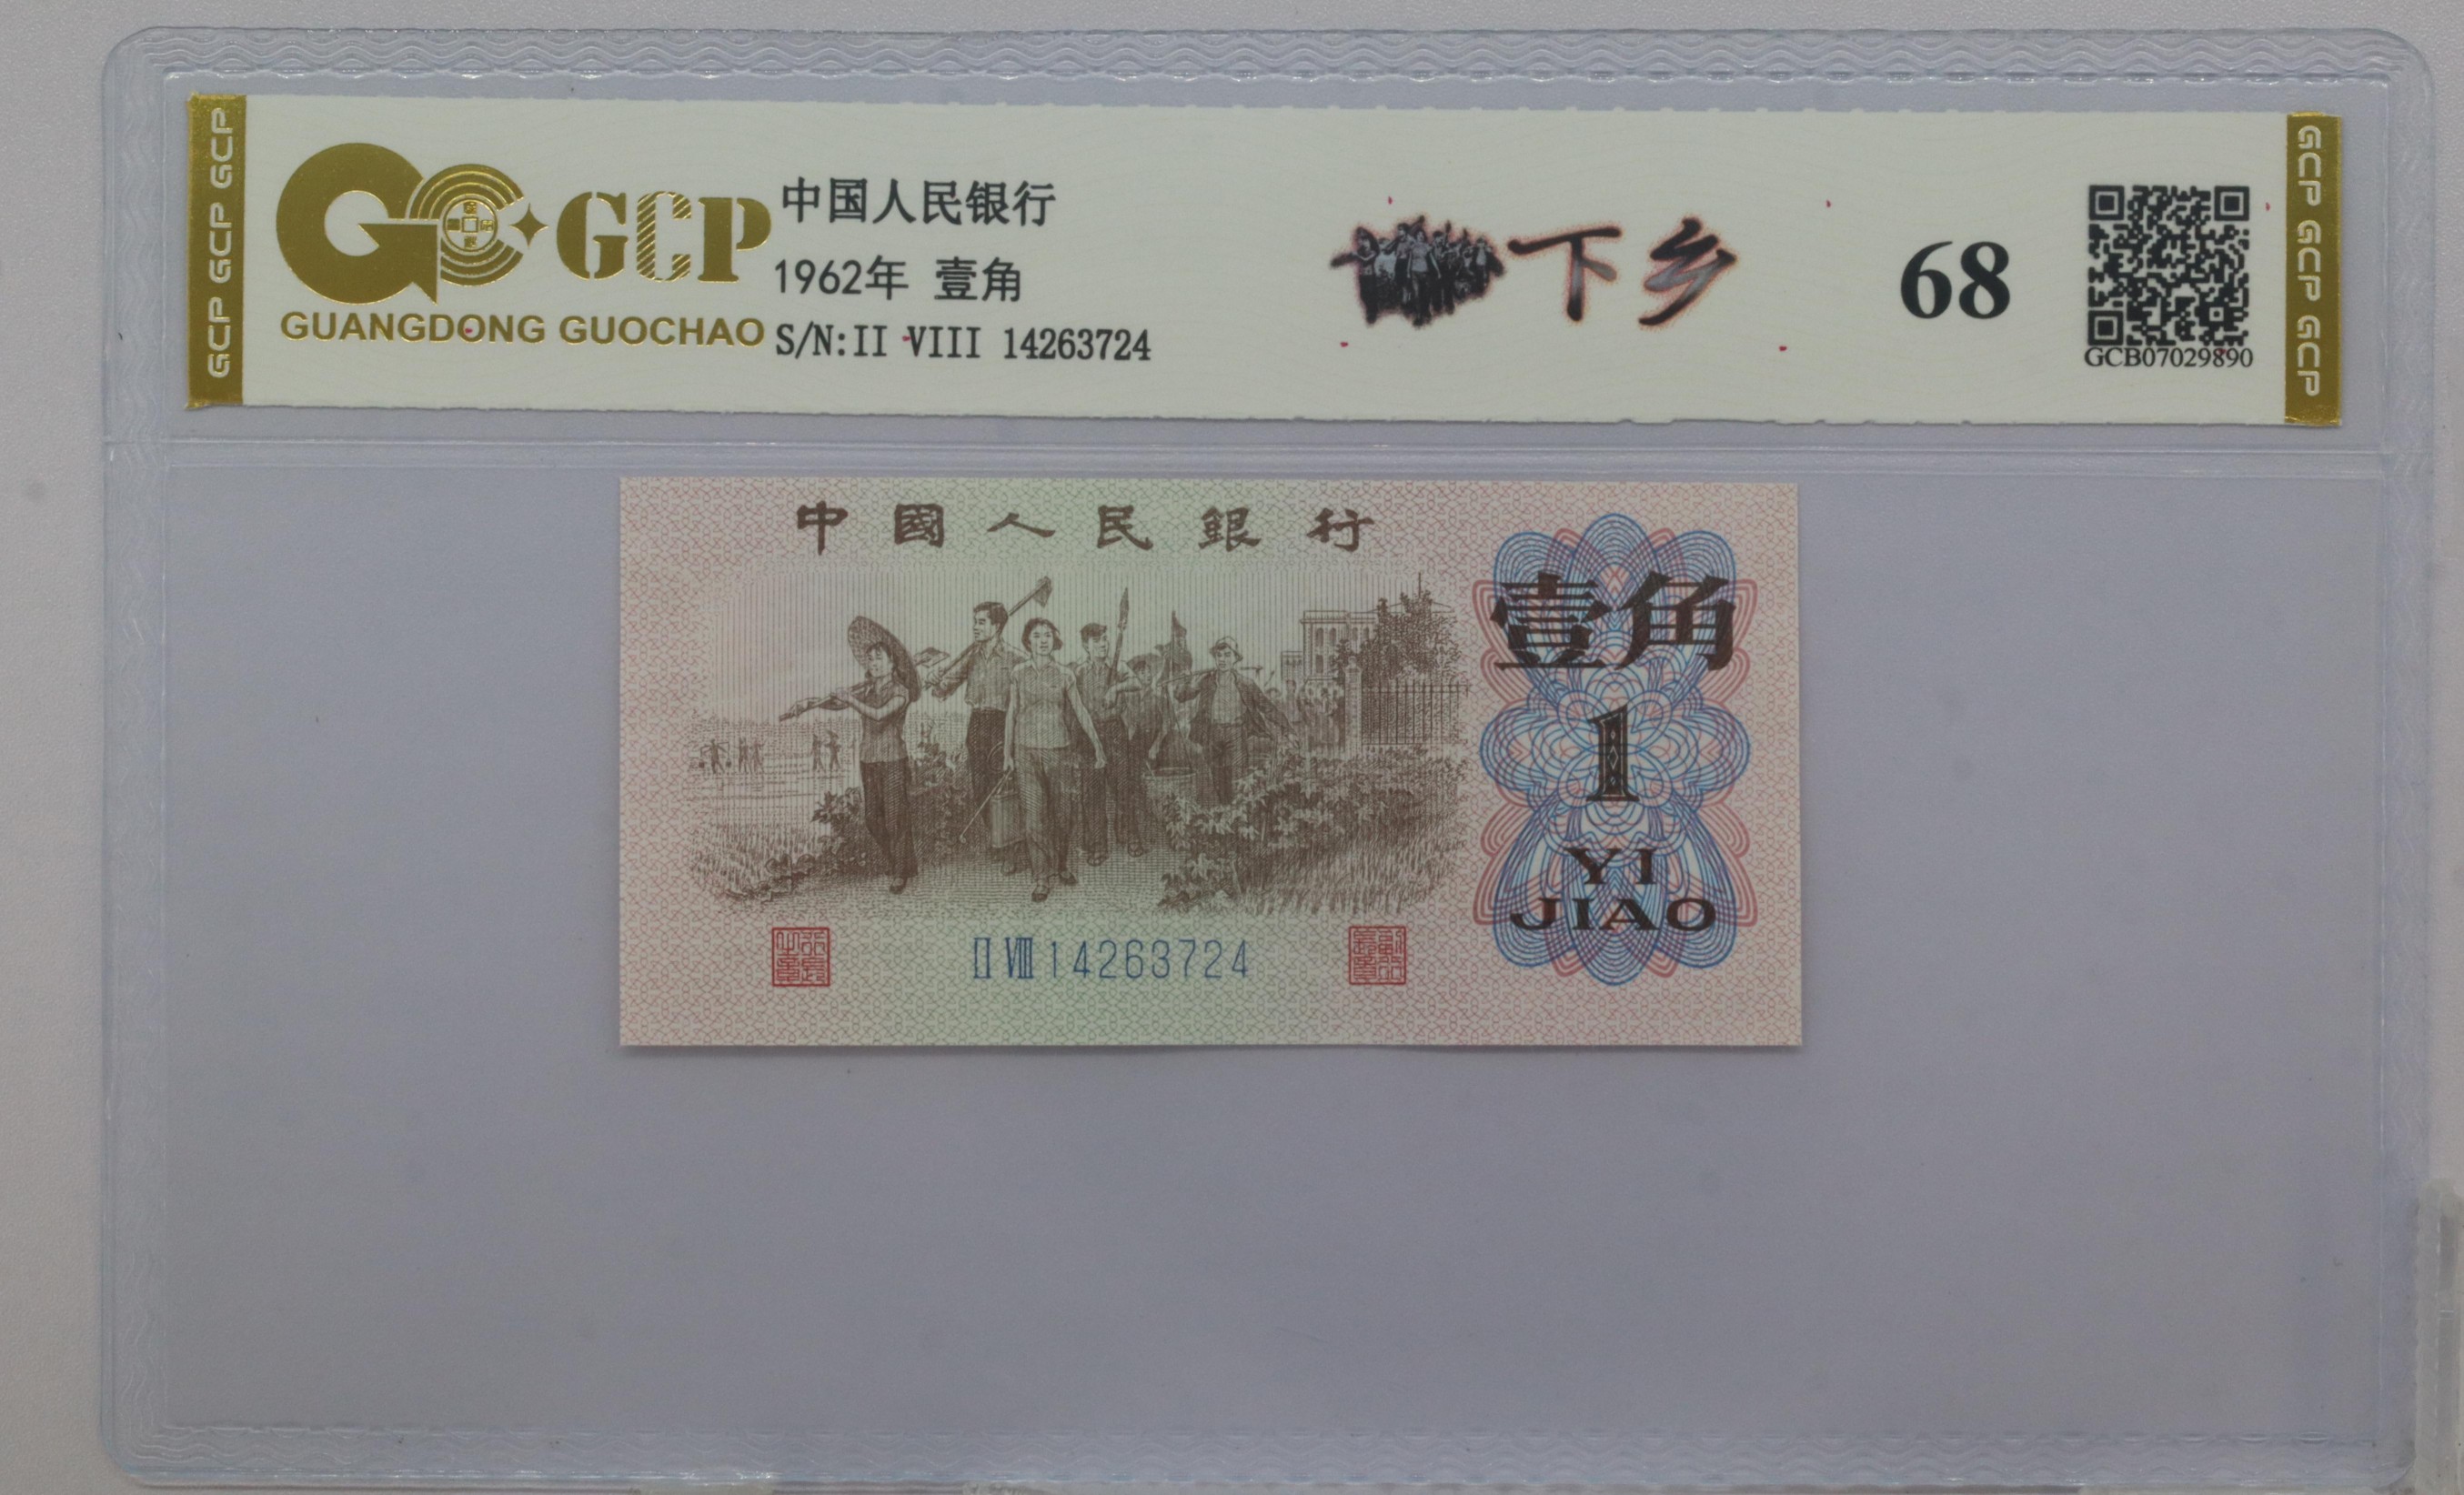 GCP GCP GCP
GCP
GUANGDONG GUOCHAO
中国人民银行
1962年 壹角
S/N:II VIII 14263724
下乡
68
GCB07029890
GCP GCP GCP
中國人民銀行
壹角
1
YI
JIAO
II VIII 14263724